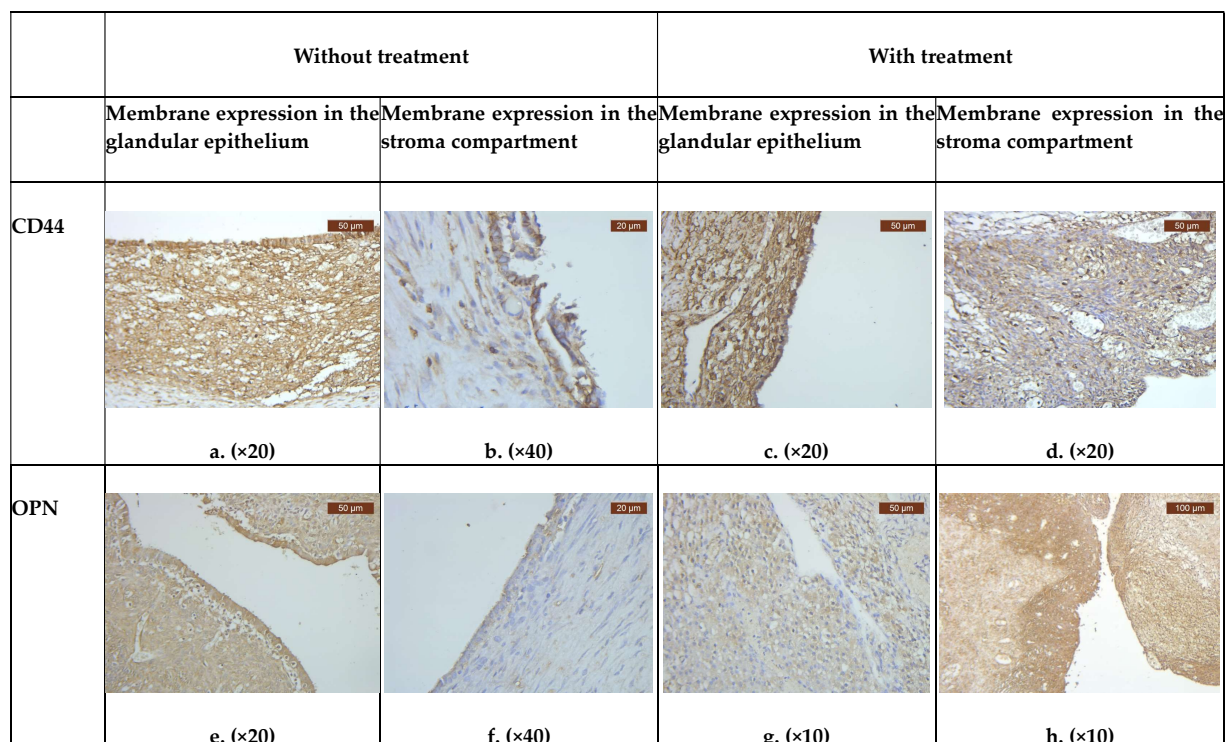 Without treatment
With treatment
Membrane expression in the
glandular epithelium
Membrane expression in the
stroma compartment
Membrane expression in the
glandular epithelium
Membrane expression in the
stroma compartment
CD44
50 µm
20 µm
50 µm
50 µm
a. (×20)
b. (×40)
c. (×20)
d. (×20)
OPN
50 µm
20 µm
50 µm
100 µm
e. (×20)
f. (×40)
g. (×10)
h. (×10)